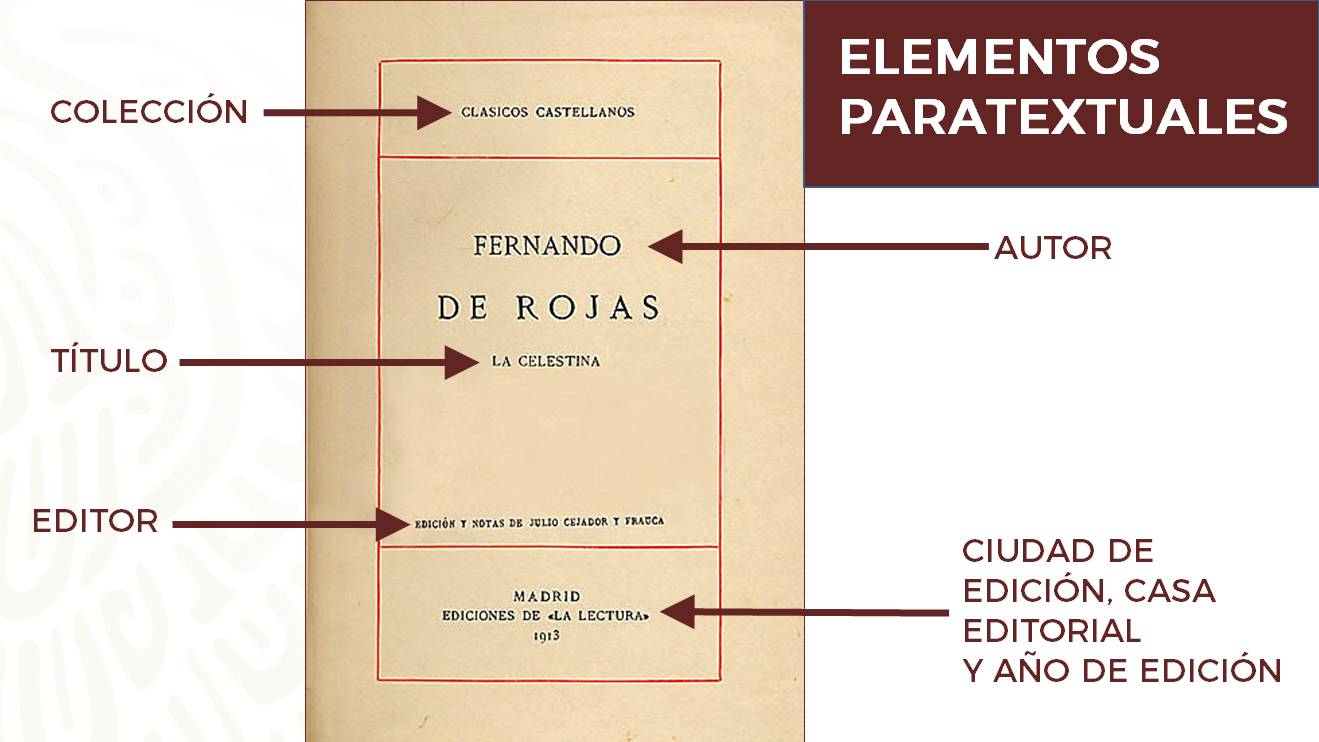 ELEMENTOS
PARATEXTUALES
COLECCIÓN
CLASICOS CASTELLANOS
FERNANDO
AUTOR
DE ROJAS
TÍTULO
LA CELESTINA
EDITOR
EDICIÓN Y NOTAS DE JULIO CEJADOR Y FRAUCA
MADRID
EDICIONES DE «LA LECTURA»
1913
CIUDAD DE
EDICIÓN, CASA
EDITORIAL
Y AÑO DE EDICIÓN